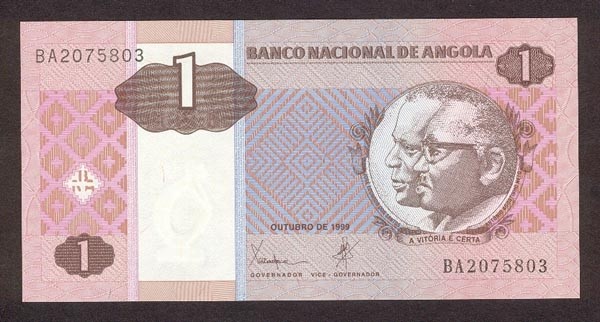 BA2075803
1
BANCO NACIONAL DE ANGOLA
1
OUTUBRO DE 1999
A VITÓRIA É CERTA
1
GOVERNADOR VICE - GOVERNADOR
BA2075803